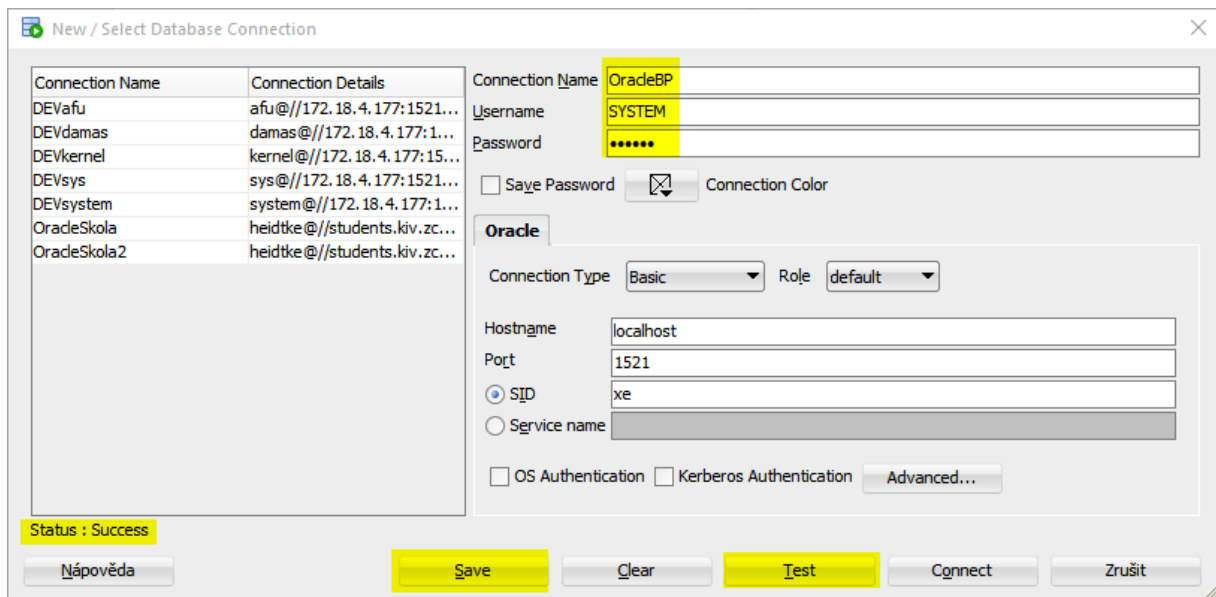 New / Select Database Connection
Connection Name Connection Details
DEVafu afu@//172.18.4.177:1521...
DEVdamas damas@//172.18.4.177:1...
DEVkernel kernel@//172.18.4.177:15...
DEVsys sys@//172.18.4.177:1521...
DEVsystem system@//172.18.4.177:1...
OracleSkola heidtke@//students.kiv.zc...
OracleSkola2 heidtke@//students.kiv.zc...
Connection Name OracleBP
Username SYSTEM
Password ••••••
Save Password Connection Color
Oracle
Connection Type Basic Role default
Hostname localhost
Port 1521
SID xe
Service name
OS Authentication Kerberos Authentication Advanced...
Status : Success
Nápověda Save Clear Test Connect Zrušit